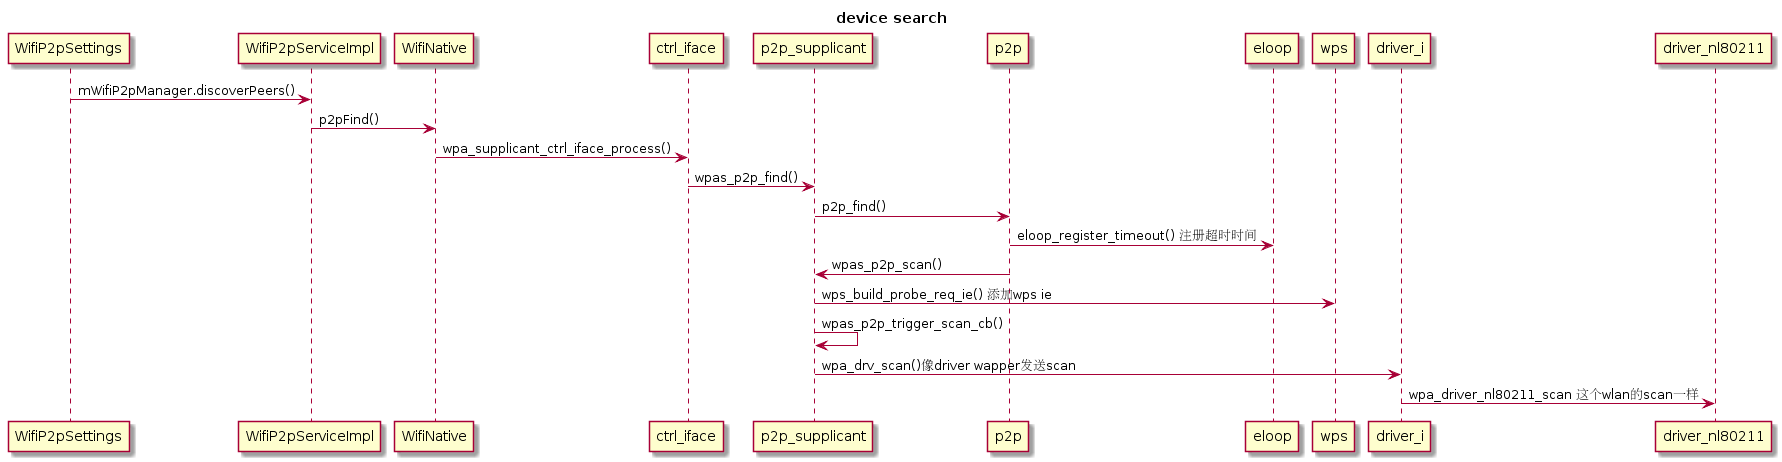 device search
WifiP2pSettings WifiP2pServiceImpl WifiNative ctrl_iface p2p_supplicant p2p eloop wps driver_i driver_nl80211
mWifiP2pManager.discoverPeers()
p2pFind()
wpa_supplicant_ctrl_iface_process()
wpas_p2p_find()
p2p_find()
eloop_register_timeout() 注册超时时间
wpas_p2p_scan()
wps_build_probe_req_ie() 添加wps ie
wpas_p2p_trigger_scan_cb()
wpa_drv_scan()像driver wapper发送scan
wpa_driver_nl80211_scan 这个wlan的scan一样
WifiP2pSettings WifiP2pServiceImpl WifiNative ctrl_iface p2p_supplicant p2p eloop wps driver_i driver_nl80211